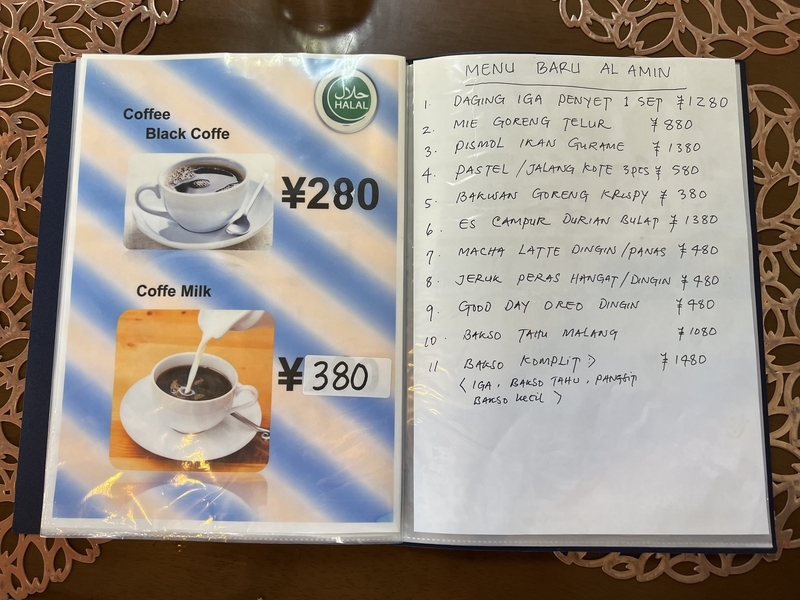 Coffee
Black Coffe
¥280
Coffe Milk
¥380
حلال
HALAL
MENU BARU AL AMIN
1. DAGING IGA PENYET 1 SET ¥1280
2. MIE GORENG TELUR ¥880
3. PISMOL IKAN GURAME ¥1380
4. PASTEL/JALANG KOTE 3PCS ¥580
5. BAKWAN GORENG KRISPY ¥380
6. ES CAMPUR DURIAN BULAT ¥1380
7. MACHA LATTE DINGIN/PANAS ¥480
8. JERUK PERAS HANGAT/DINGIN ¥480
9. GOOD DAY OREO DINGIN ¥480
10. BAKSO TAHU MALANG ¥1080
11. BAKSO KOMPLIT > ¥1480
< IGA, BAKSO TAHU, PANGSIT
BAKSO KECIL >